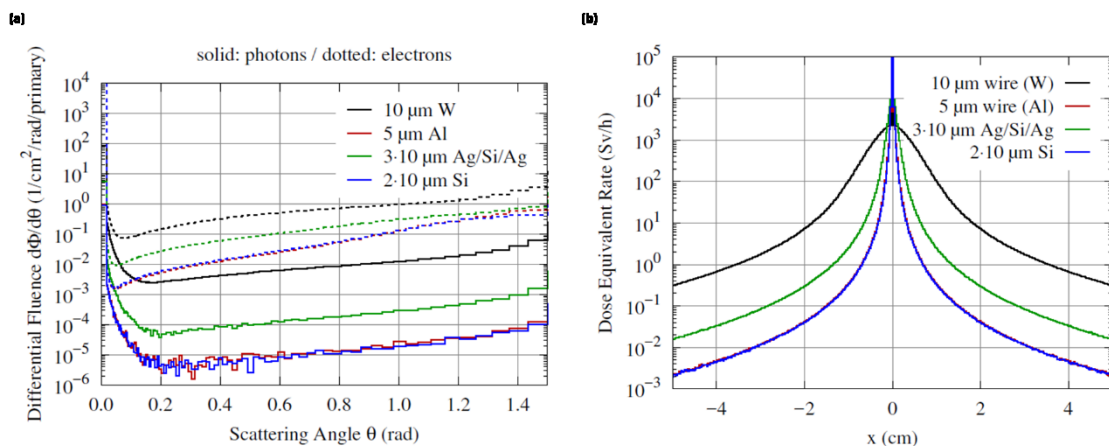 (a)
solid: photons / dotted: electrons
Differential Fluence dΦ/dθ (1/cm²/rad/primary)
10⁴
10³
10²
10¹
10⁰
10⁻¹
10⁻²
10⁻³
10⁻⁴
10⁻⁵
10⁻⁶
10 μm W
5 μm Al
3·10 μm Ag/Si/Ag
2·10 μm Si
0.0 0.2 0.4 0.6 0.8 1.0 1.2 1.4
Scattering Angle θ (rad)
(b)
Dose Equivalent Rate (Sv/h)
10⁵
10⁴
10³
10²
10¹
10⁰
10⁻¹
10⁻²
10⁻³
10 μm wire (W)
5 μm wire (Al)
3·10 μm Ag/Si/Ag
2·10 μm Si
−4 −2 0 2 4
x (cm)